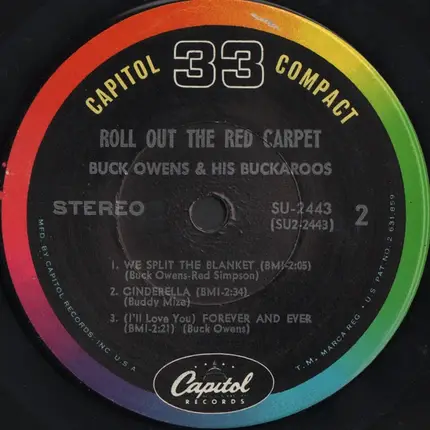 CAPITOL 33 COMPACT
ROLL OUT THE RED CARPET
BUCK OWENS & HIS BUCKAROOS
STEREO
SU-2443
(SU2-2443)
2
1. WE SPLIT THE BLANKET (BMI-2:05)
(Buck Owens-Red Simpson)
2. CINDERELLA (BMI-2:34)
(Buddy Mize)
3. (I'll Love You) FOREVER AND EVER
(BMI-2:21) (Buck Owens)
MFD. BY CAPITOL RECORDS, INC. U.S.A.
T.M. MARCA REG. • U.S. PAT. NO. 2,631,859
Capitol
RECORDS